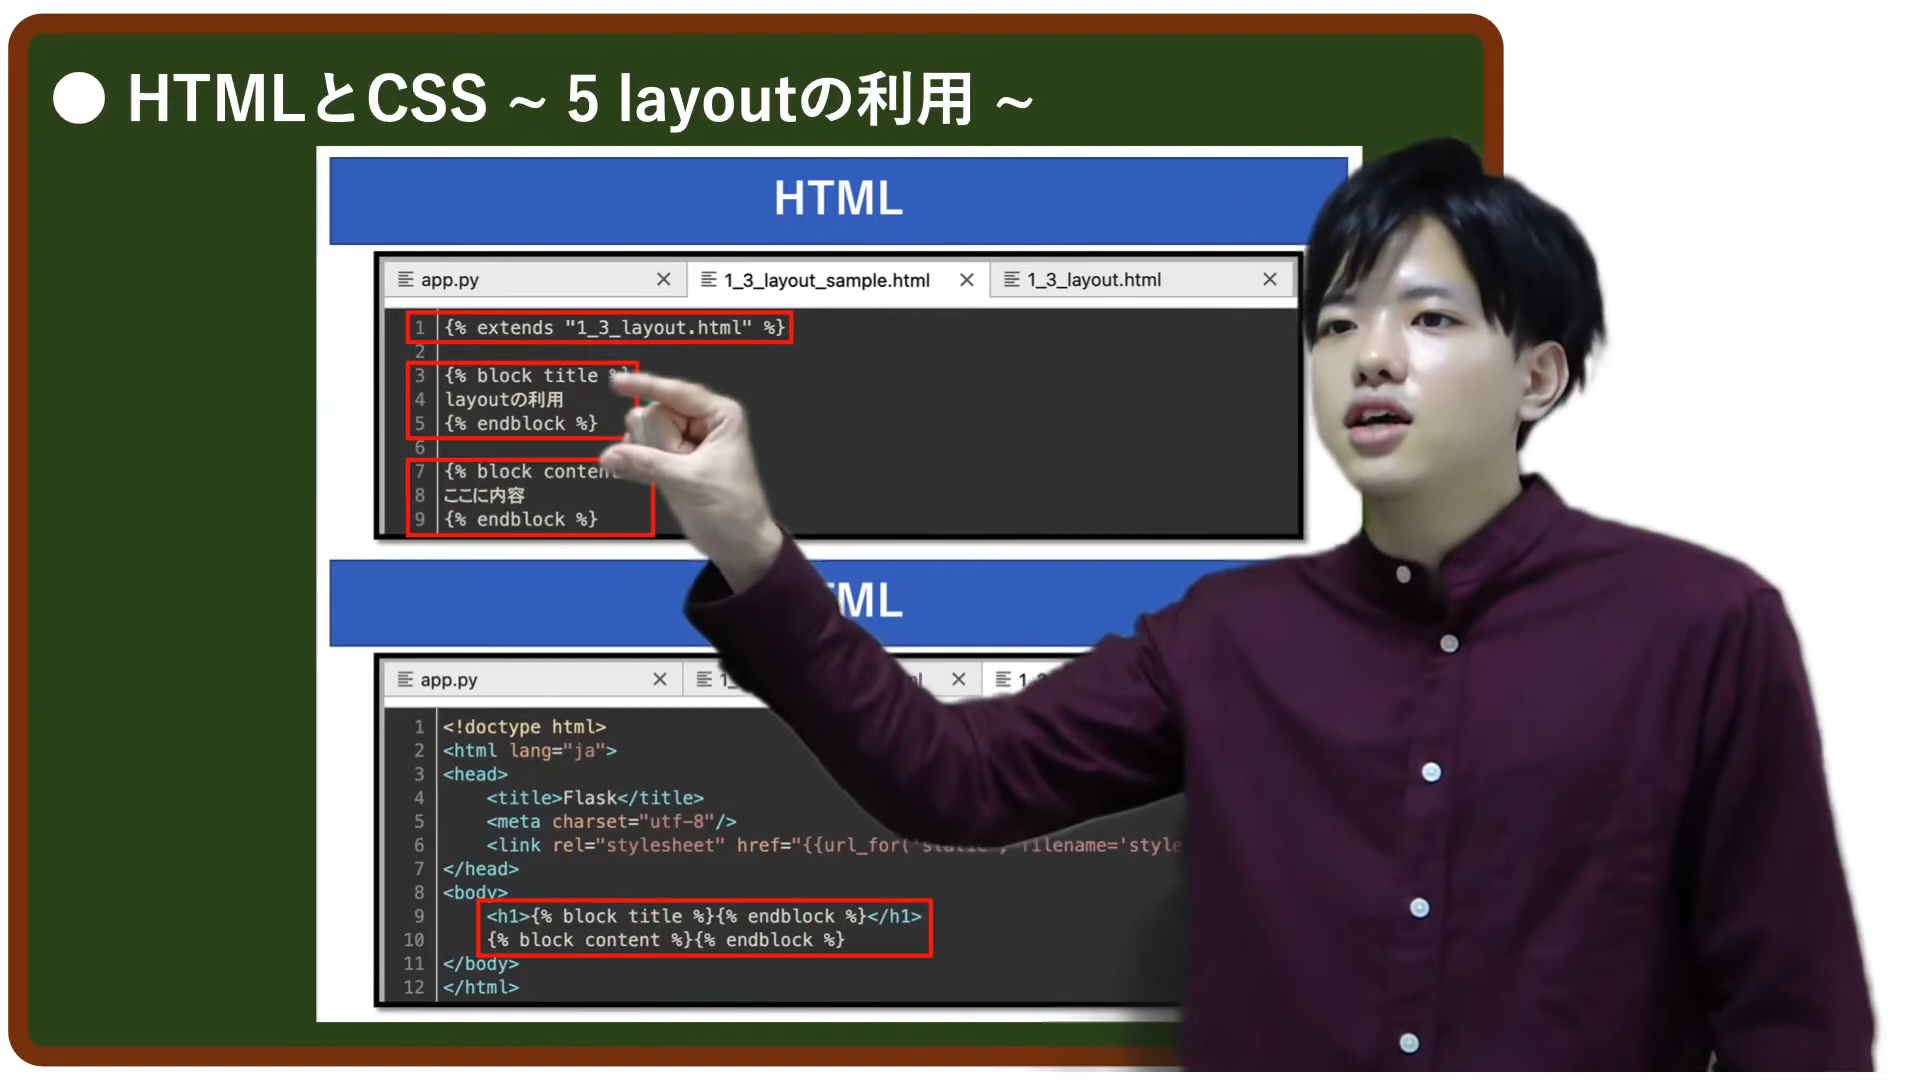 ● HTMLとCSS ~ 5 layoutの利用 ~
HTML
app.py × 1_3_layout_sample.html × 1_3_layout.html ×
1 {% extends "1_3_layout.html" %}
2
3 {% block title %}
4 layoutの利用
5 {% endblock %}
6
7 {% block content
8 ここに内容
9 {% endblock %}
ML
app.py ×
1 <!doctype html>
2 <html lang="ja">
3 <head>
4 <title>Flask</title>
5 <meta charset="utf-8"/>
6 <link rel="stylesheet" href="{{url_for('static', filename='style
7 </head>
8 <body>
9 <h1>{% block title %}{% endblock %}</h1>
10 {% block content %}{% endblock %}
11 </body>
12 </html>